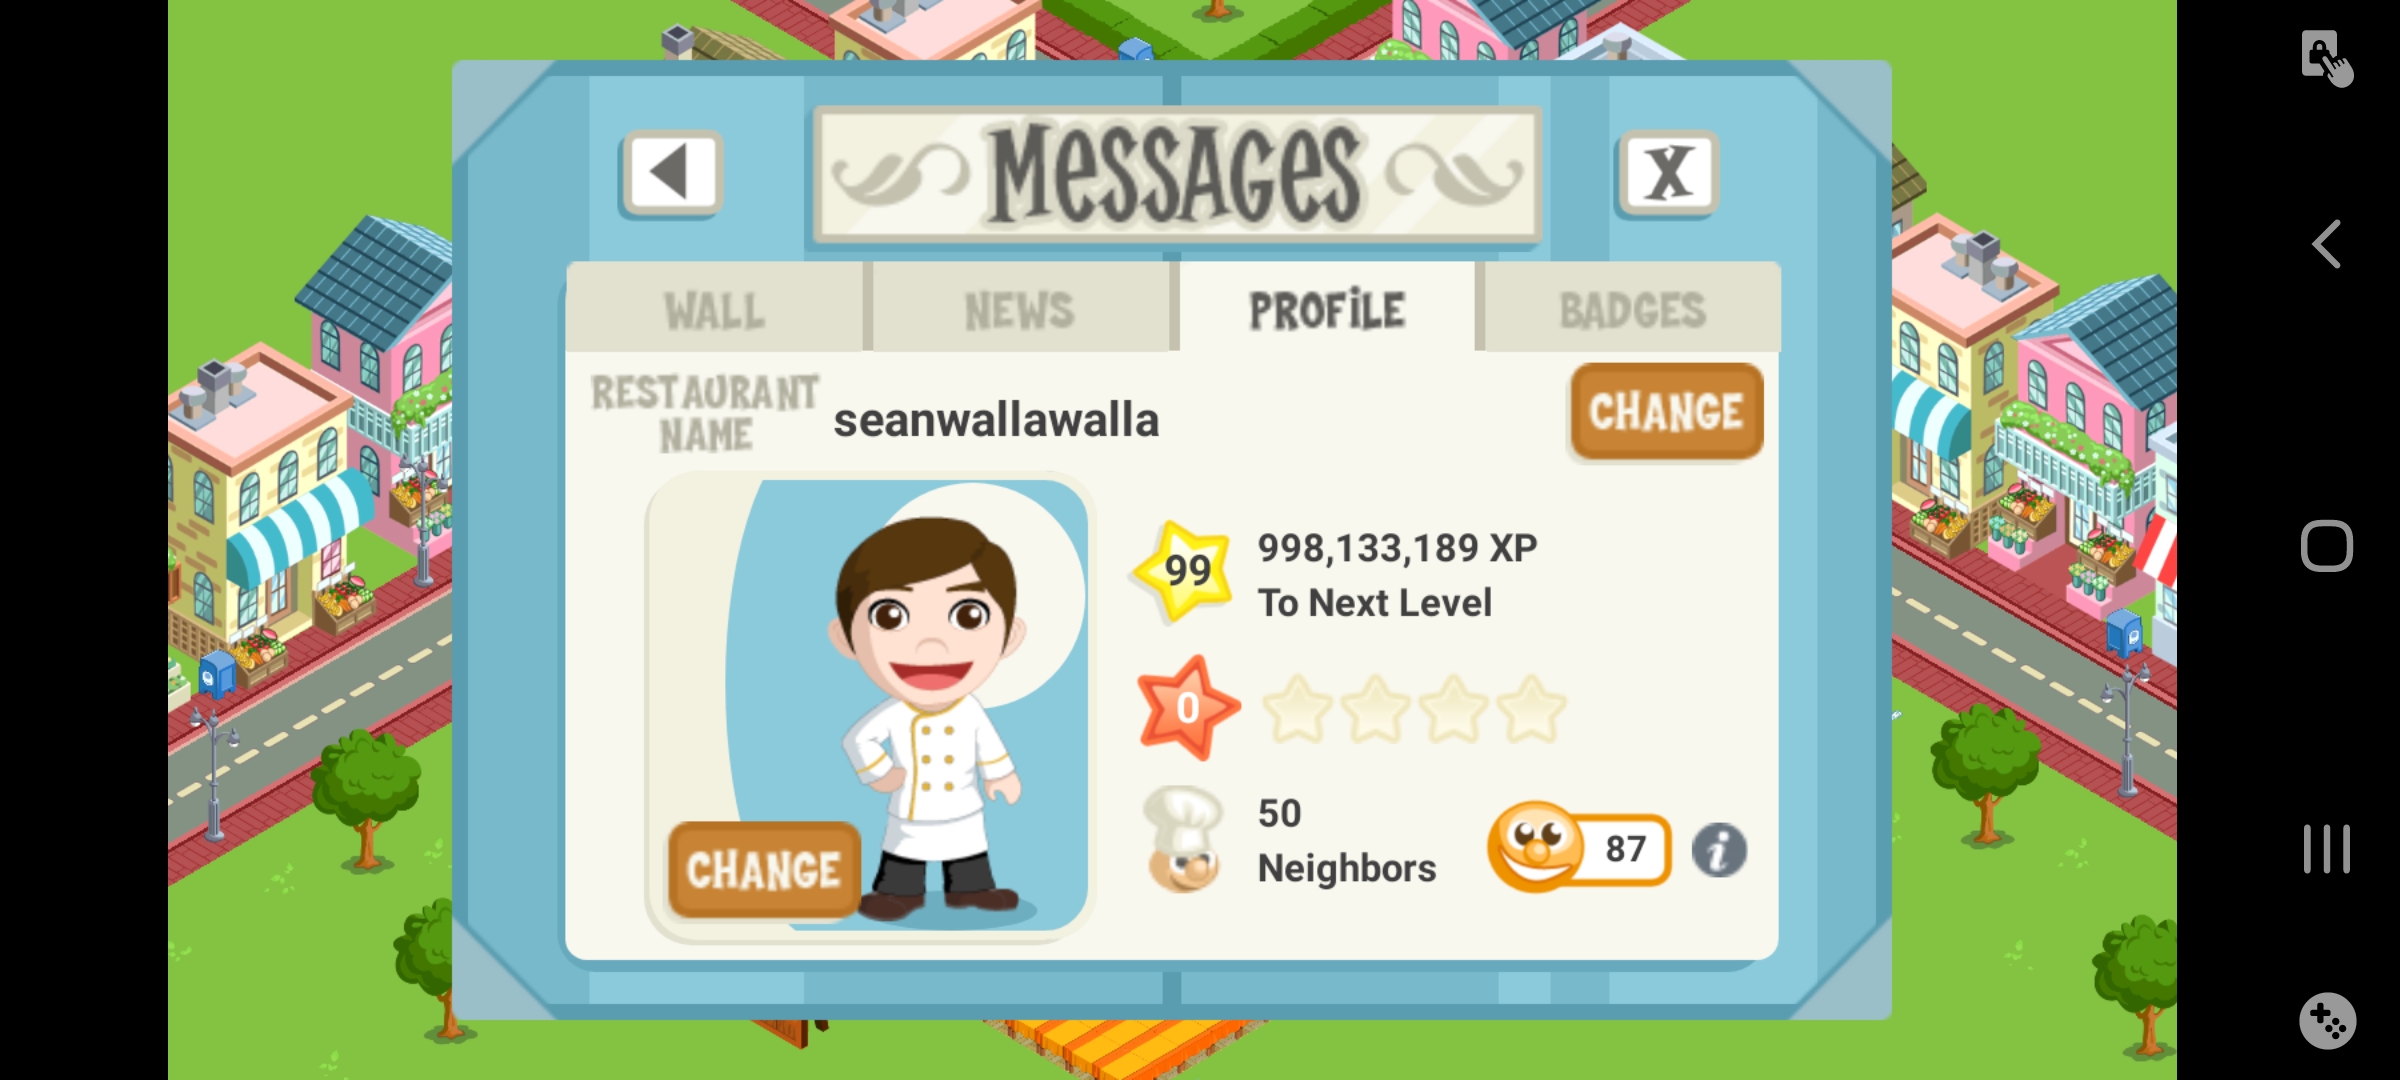 Messages
X
WALL
NEWS
PROFiLE
BADGES
RESTAURANT
NAME
seanwallawalla
CHANGE
99
998,133,189 XP
To Next Level
0
50
Neighbors
87
i
CHANGE